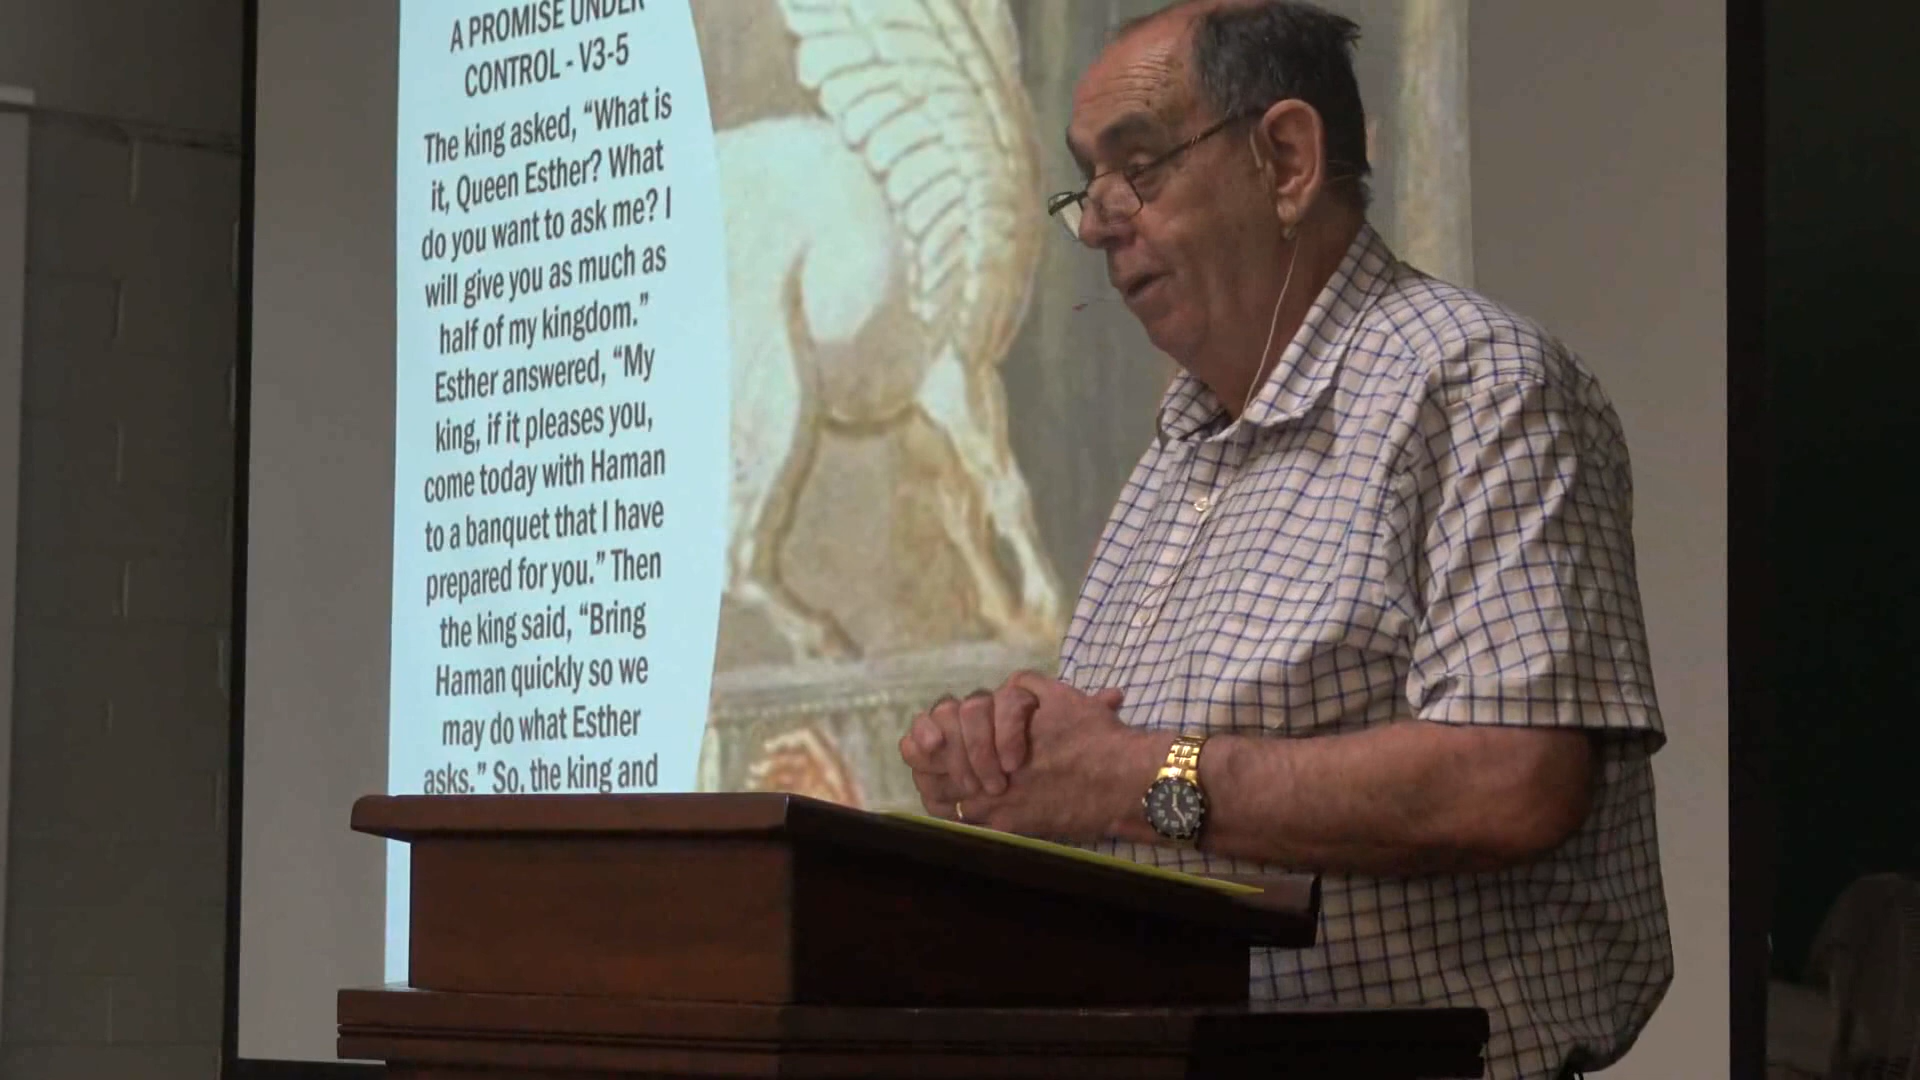 A PROMISE UNDER
CONTROL - V3-5
The king asked, “What is
it, Queen Esther? What
do you want to ask me? I
will give you as much as
half of my kingdom.”
Esther answered, “My
king, if it pleases you,
come today with Haman
to a banquet that I have
prepared for you.” Then
the king said, “Bring
Haman quickly so we
may do what Esther
asks.” So, the king and